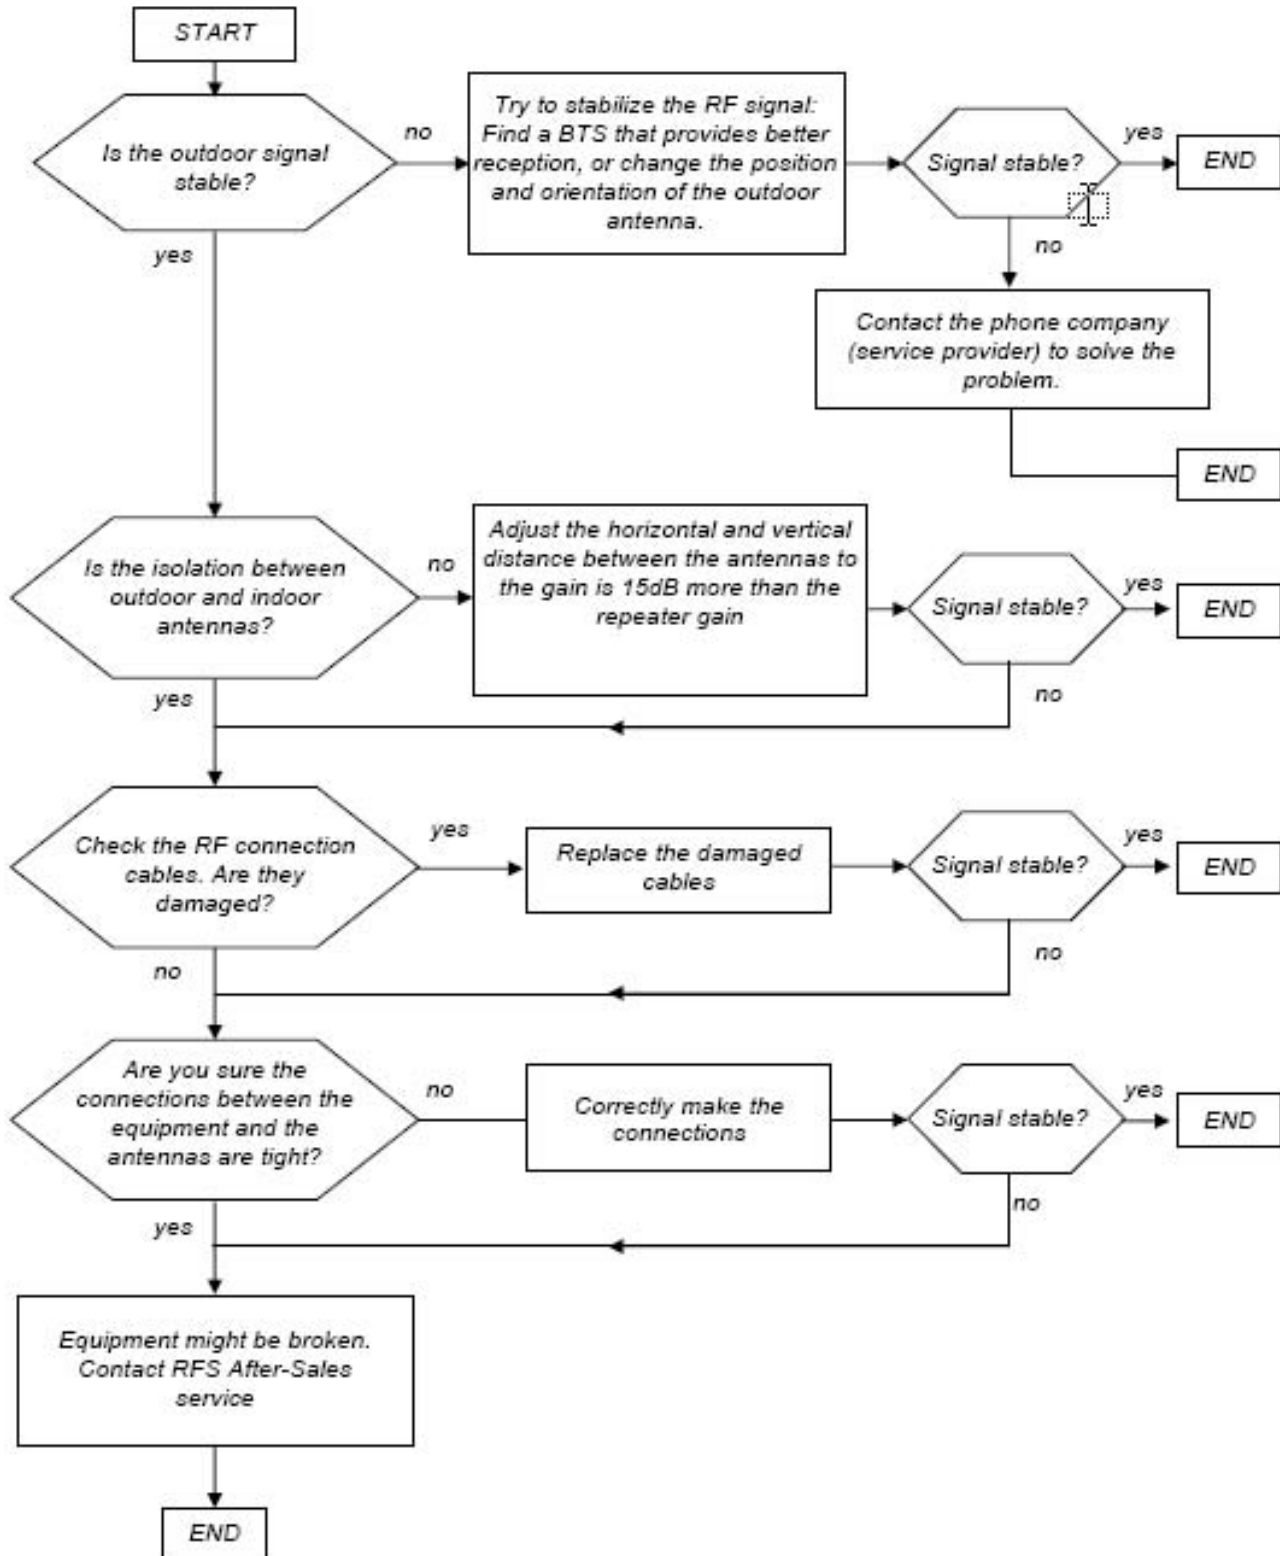 START
Is the outdoor signal
stable?
no
Try to stabilize the RF signal:
Find a BTS that provides better
reception, or change the position
and orientation of the outdoor
antenna.
Signal stable?
yes
END
yes
no
Contact the phone company
(service provider) to solve the
problem.
END
Is the isolation between
outdoor and indoor
antennas?
no
Adjust the horizontal and vertical
distance between the antennas to
the gain is 15dB more than the
repeater gain
Signal stable?
yes
END
yes
no
Check the RF connection
cables. Are they
damaged?
yes
Replace the damaged
cables
Signal stable?
yes
END
no
no
Are you sure the
connections between the
equipment and the
antennas are tight?
no
Correctly make the
connections
Signal stable?
yes
END
yes
no
Equipment might be broken.
Contact RFS After-Sales
service
END